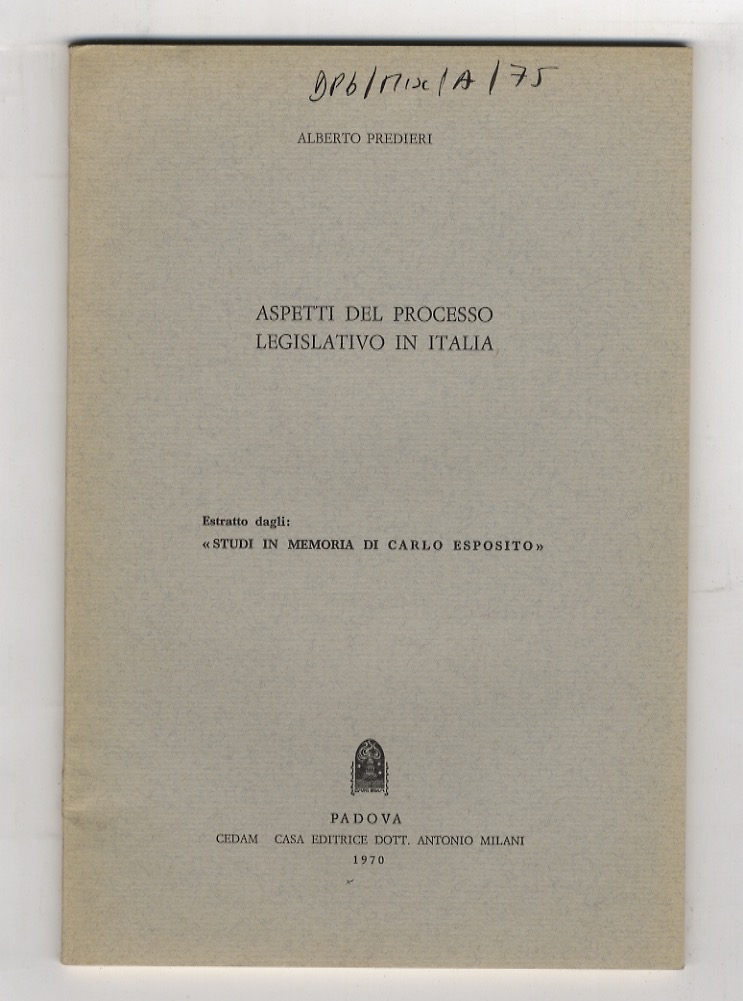 DPb/Misc/A/75
ALBERTO PREDIERI
ASPETTI DEL PROCESSO
LEGISLATIVO IN ITALIA
Estratto dagli:
«STUDI IN MEMORIA DI CARLO ESPOSITO»
PADOVA
CEDAM CASA EDITRICE DOTT. ANTONIO MILANI
1970